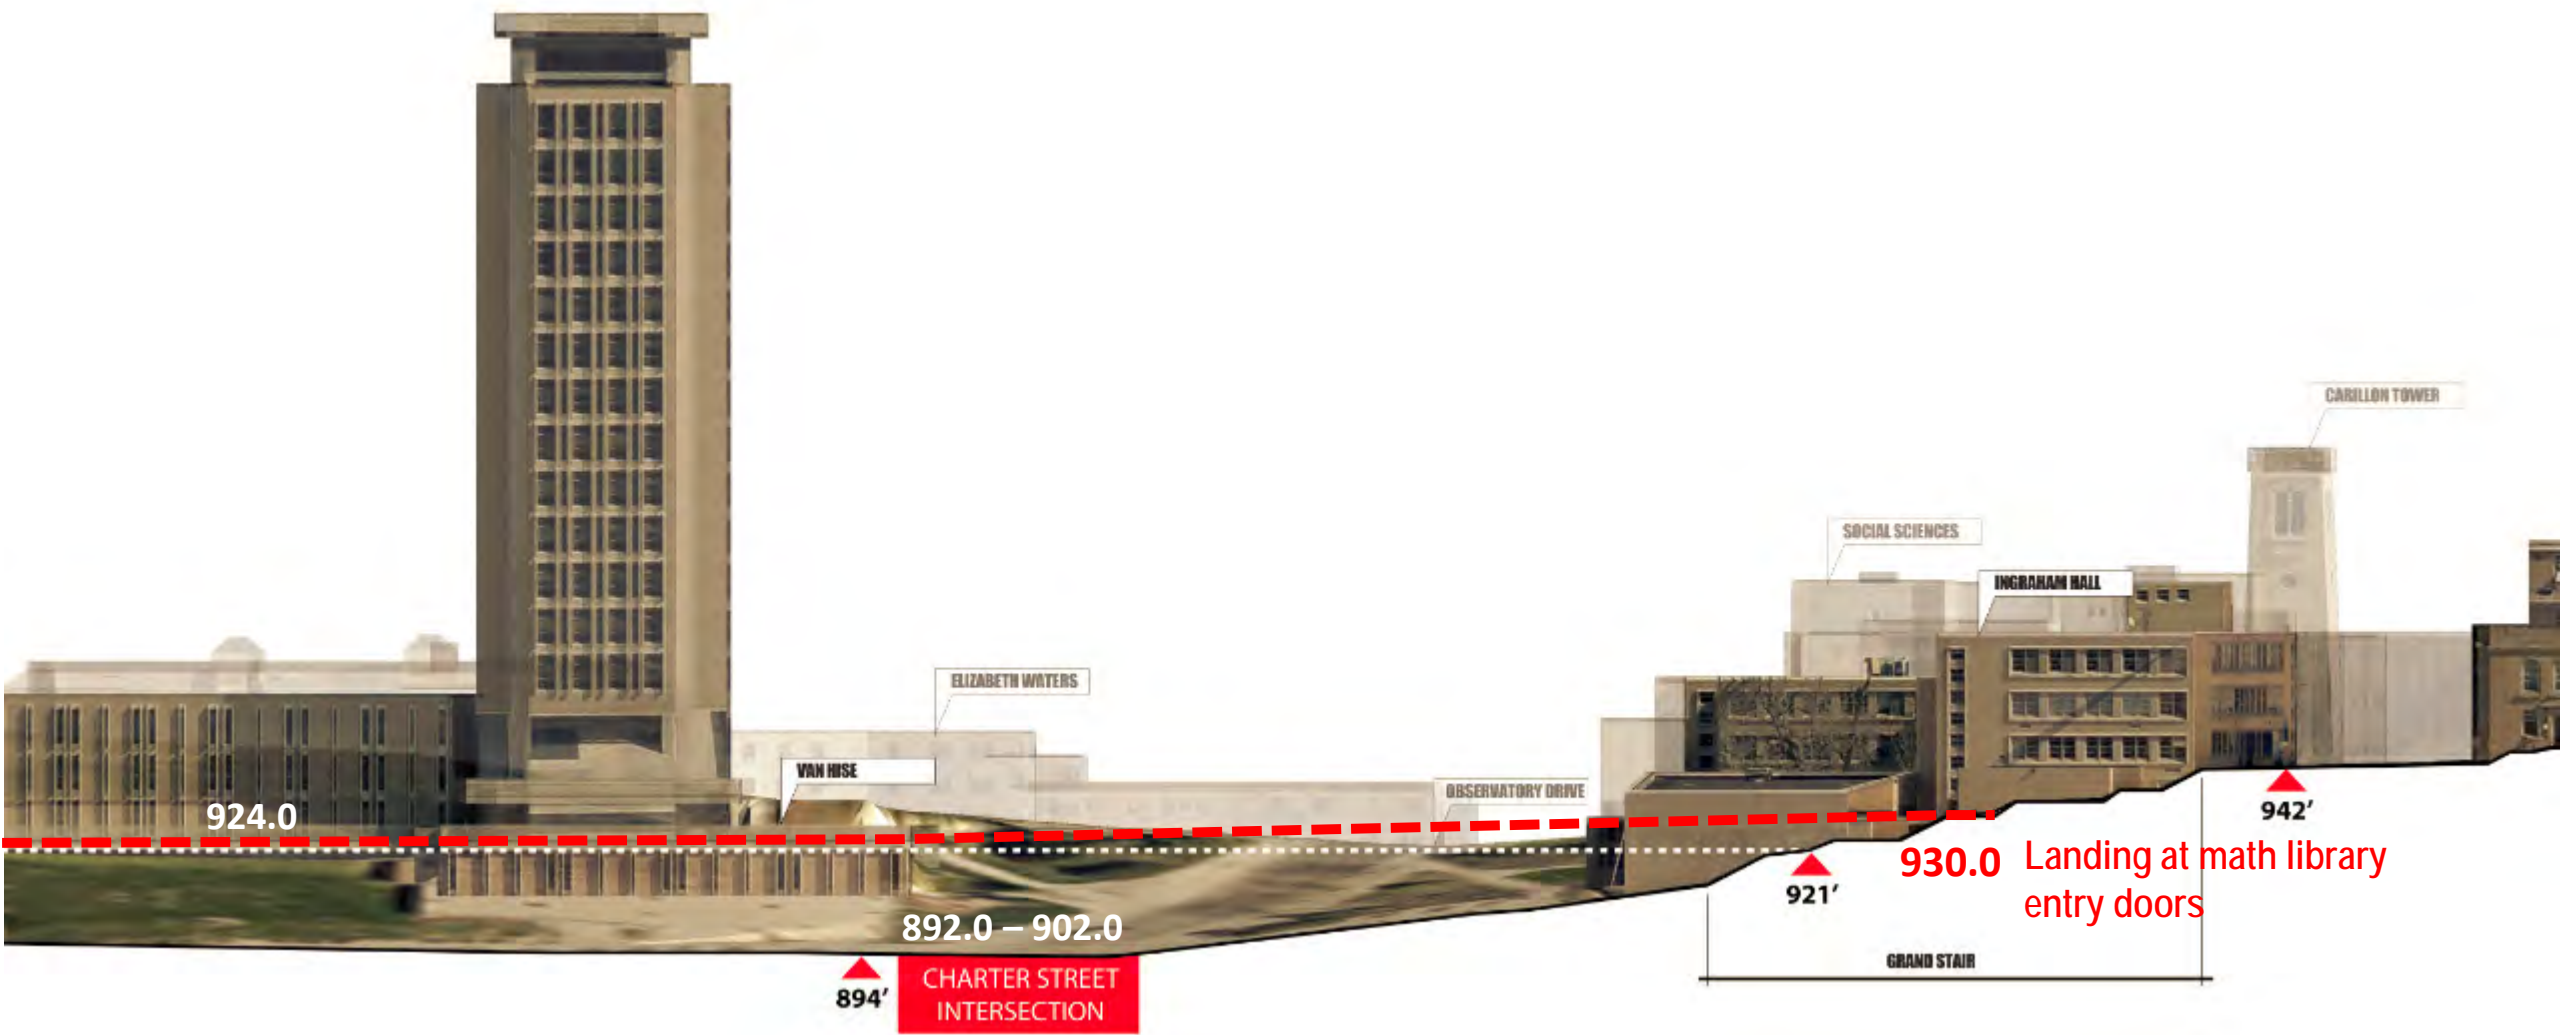 CARILLON TOWER
SOCIAL SCIENCES
INGRAHAM HALL
ELIZABETH WATERS
VAN HISE
OBSERVATORY DRIVE
924.0
942’
930.0 Landing at math library
entry doors
921’
892.0 – 902.0
GRAND STAIR
894’
CHARTER STREET
INTERSECTION